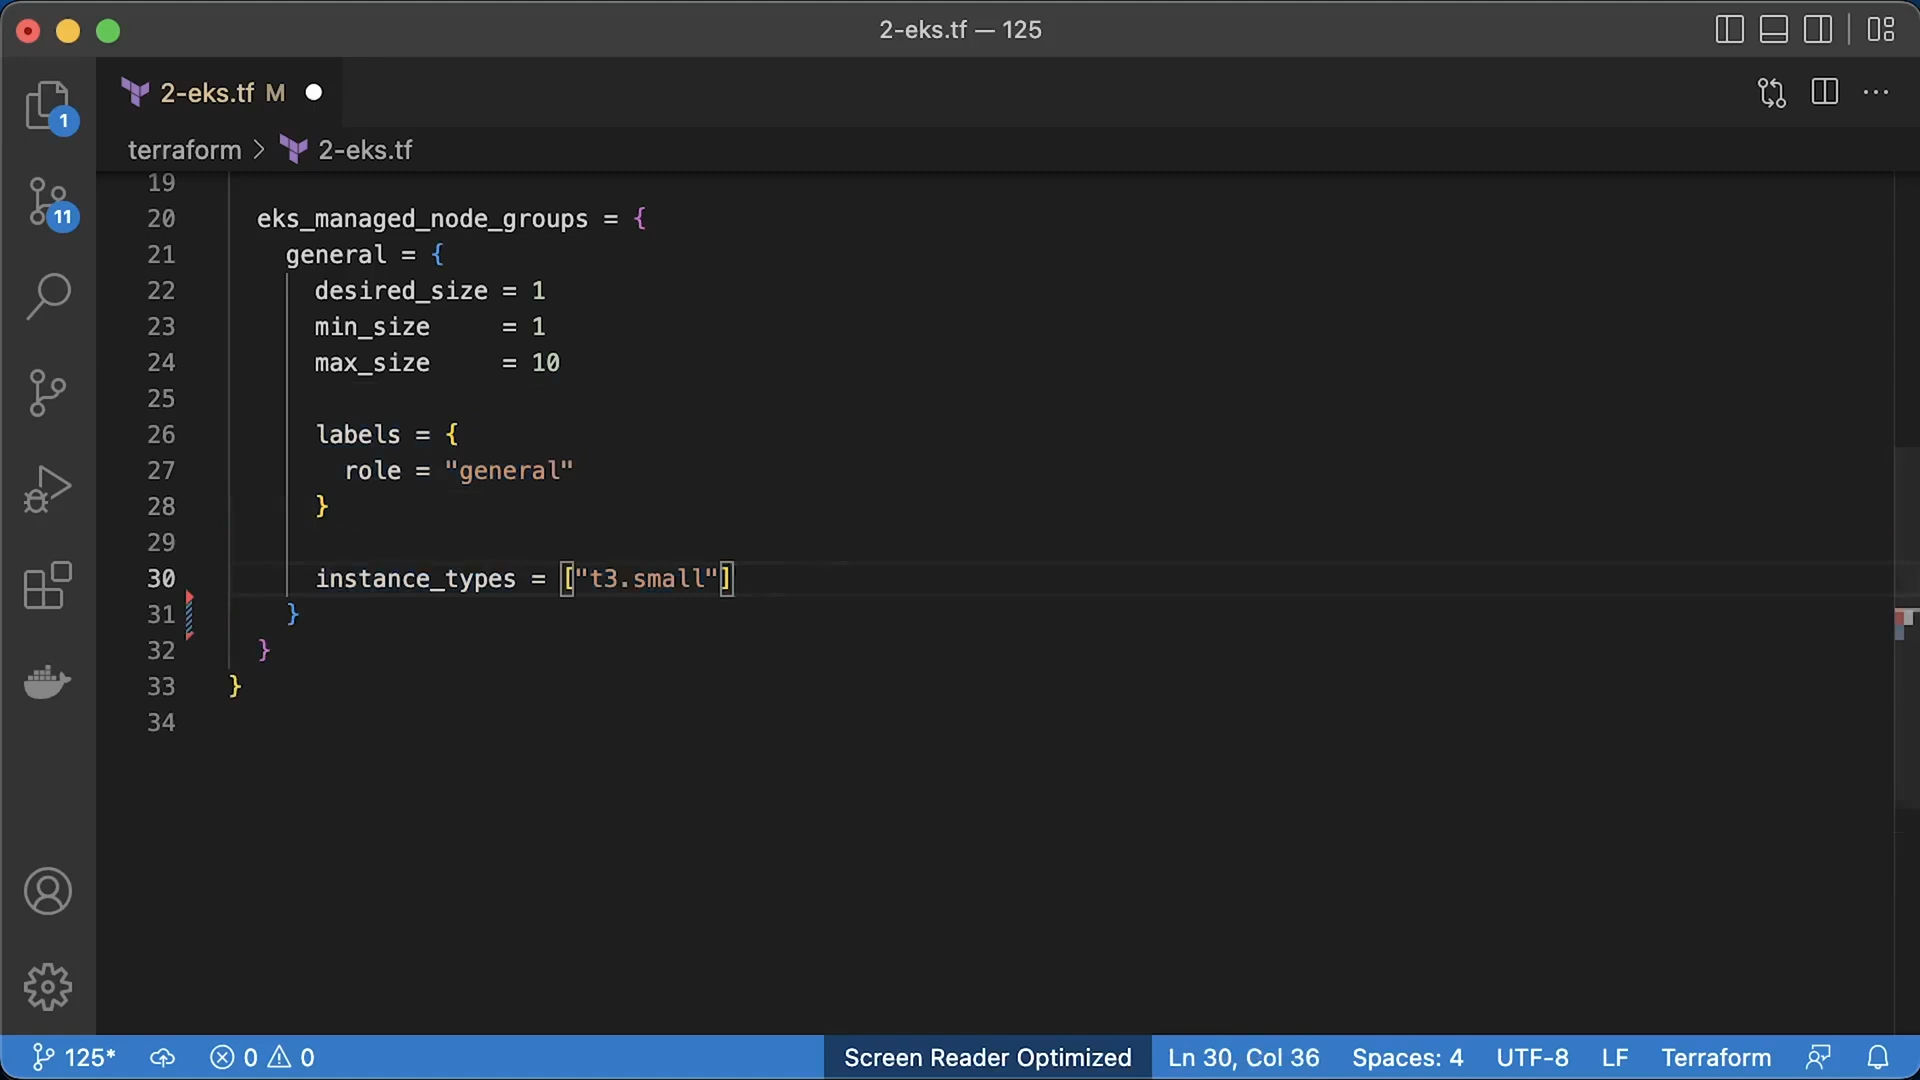 2-eks.tf — 125
2-eks.tf M
terraform > 2-eks.tf
1
11
19
20 eks_managed_node_groups = {
21 general = {
22 desired_size = 1
23 min_size     = 1
24 max_size     = 10
25
26 labels = {
27 role = "general"
28 }
29
30 instance_types = ["t3.small"]
31 }
32 }
33 }
34
125* 0 0 Screen Reader Optimized Ln 30, Col 36 Spaces: 4 UTF-8 LF Terraform